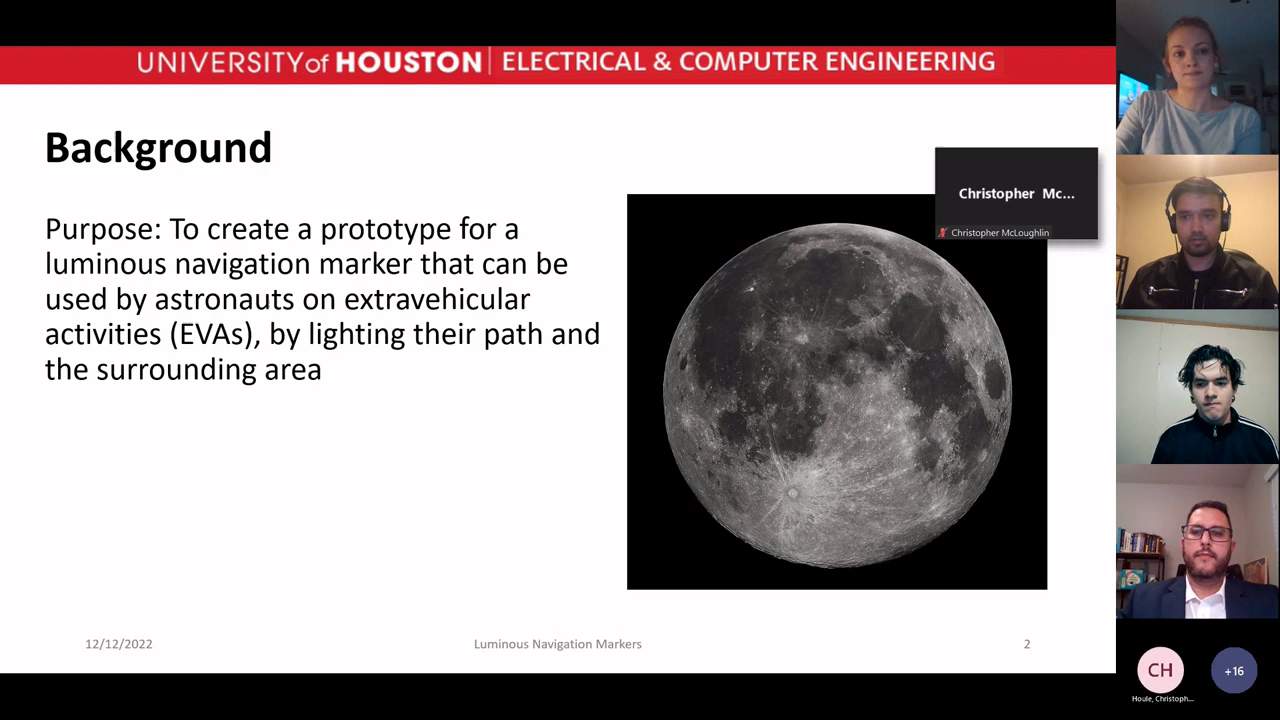 UNIVERSITY of HOUSTON | ELECTRICAL & COMPUTER ENGINEERING
Background
Purpose: To create a prototype for a
luminous navigation marker that can be
used by astronauts on extravehicular
activities (EVAs), by lighting their path and
the surrounding area
Christopher Mc...
Christopher McLoughlin
12/12/2022
Luminous Navigation Markers
2
CH
+16
Houle, Christoph...